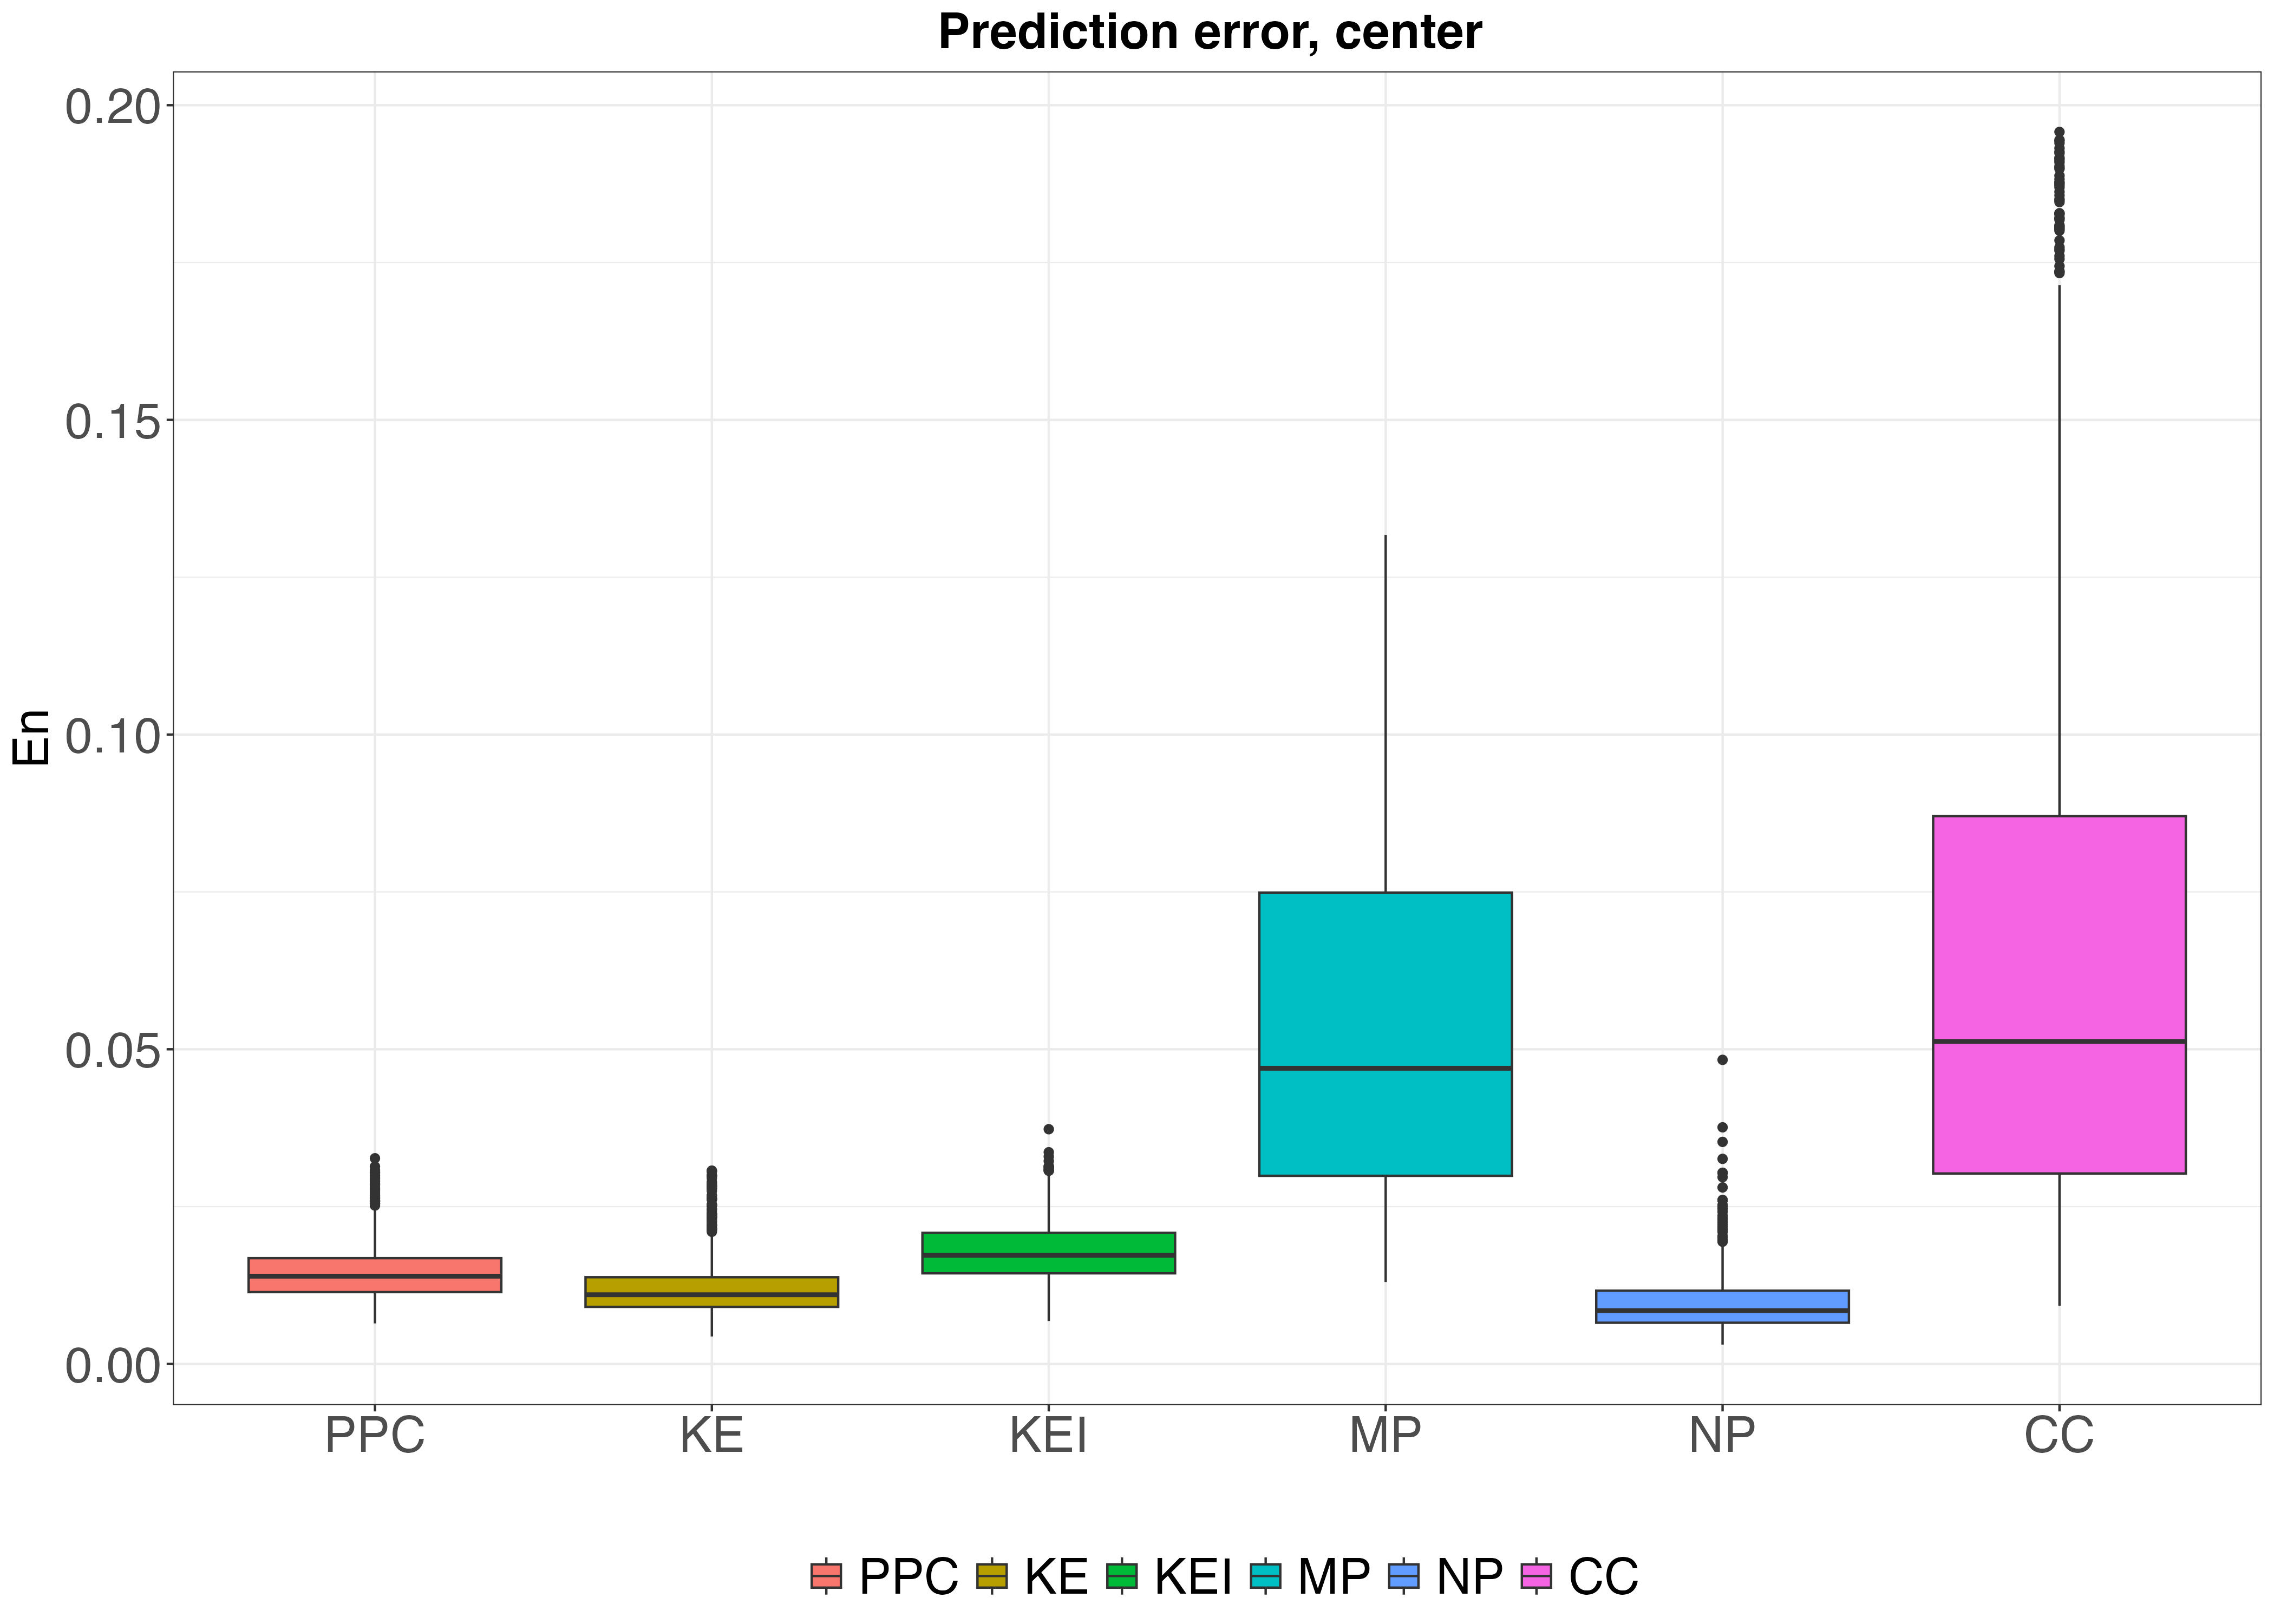 Prediction error, center
0.20
0.15
0.10
0.05
0.00
En
PPC KE KEI MP NP CC
PPC KE KEI MP NP CC